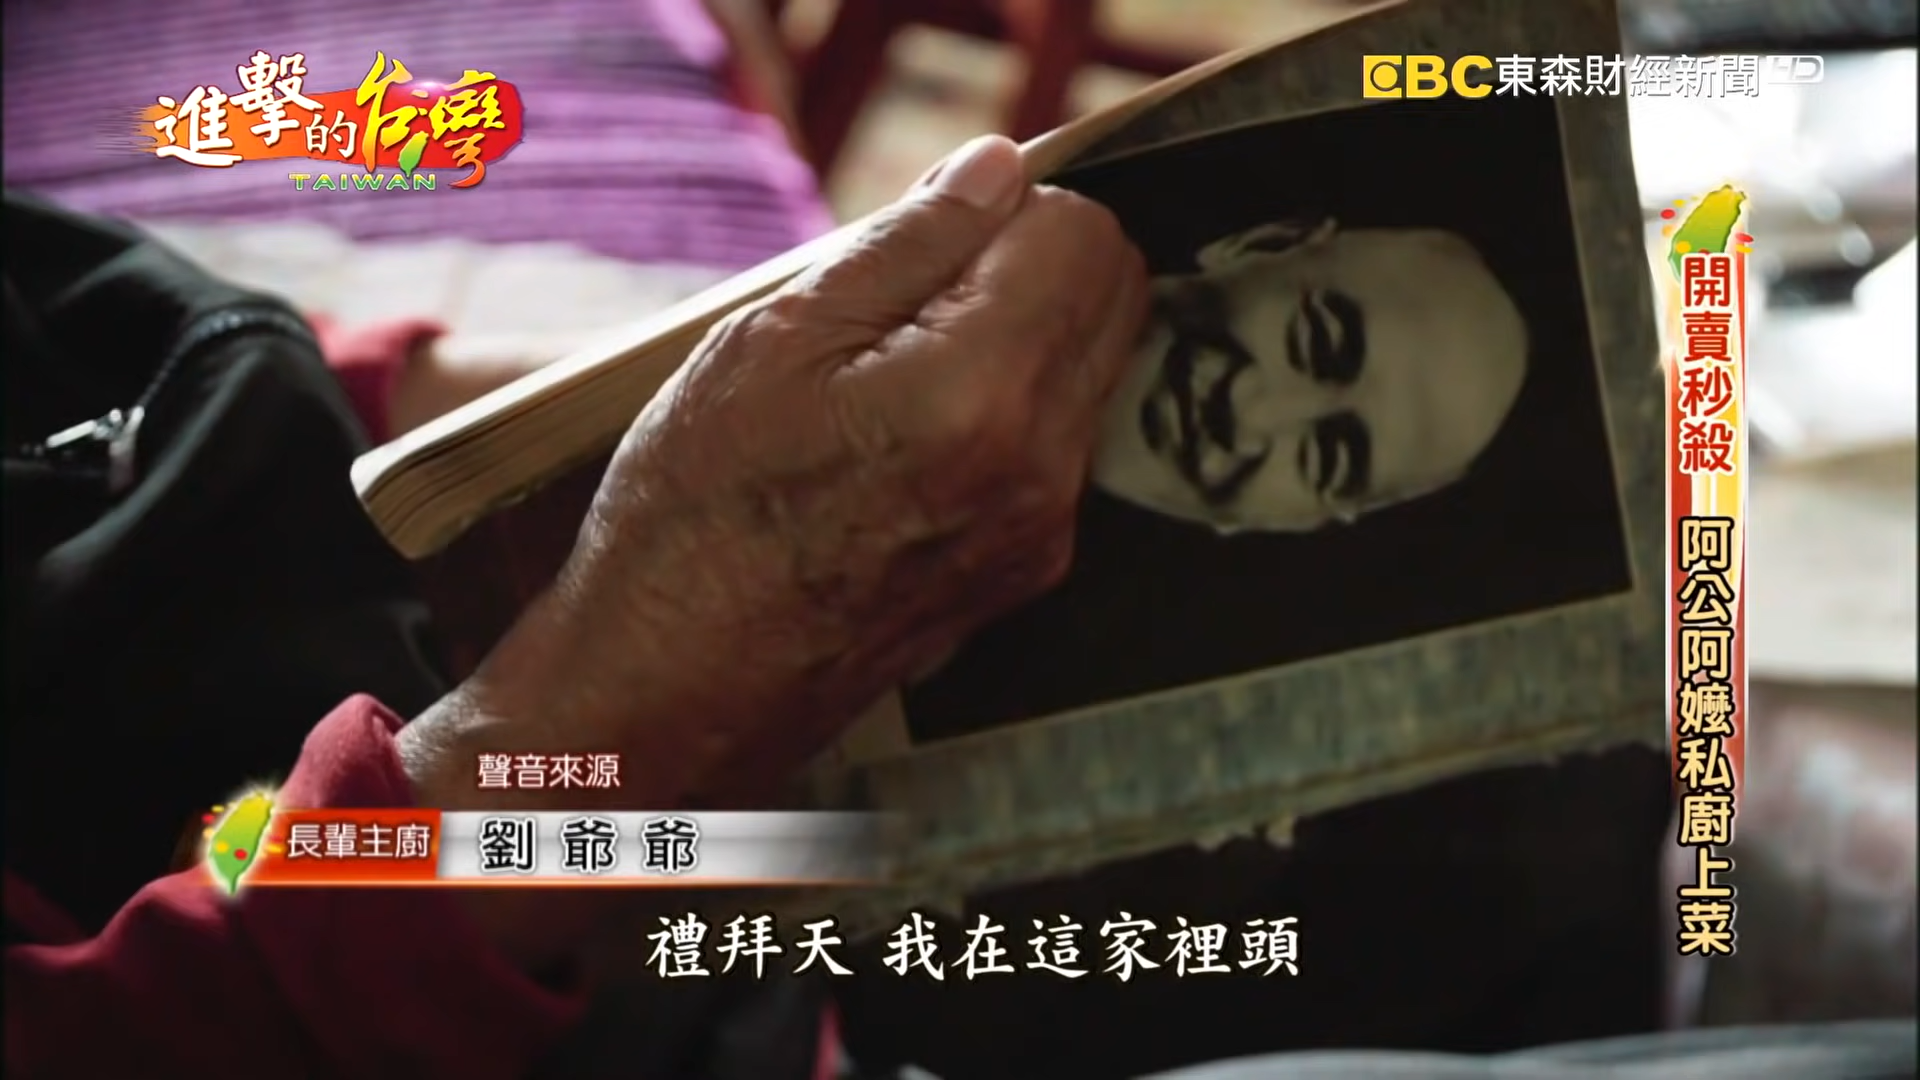 進擊的台灣
TAIWAN
EBC東森財經新聞HD
開賣秒殺 阿公阿嬤私廚上菜
聲音來源
長輩主廚 劉爺爺
禮拜天 我在這家裡頭